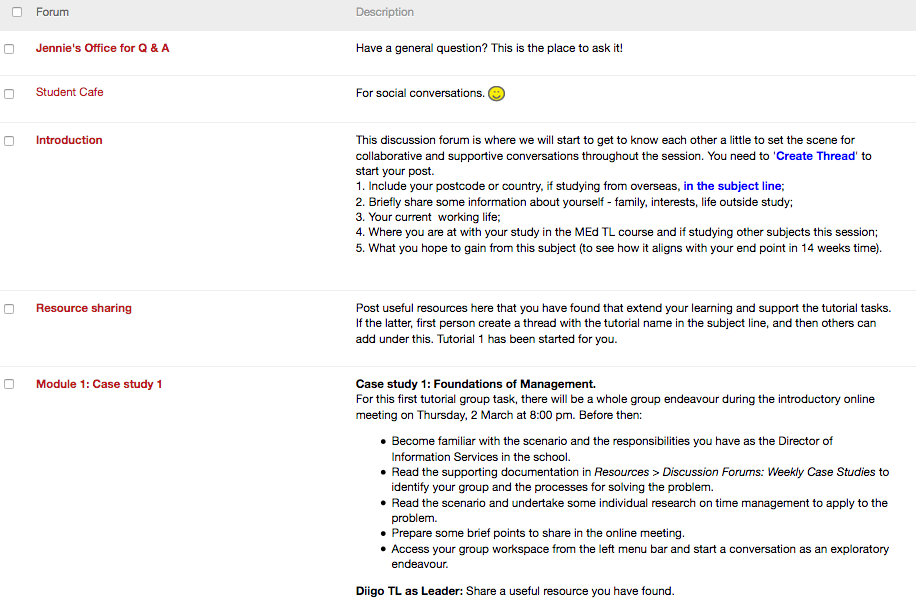 Forum Description
Jennie's Office for Q & A Have a general question? This is the place to ask it!
Student Cafe For social conversations.
Introduction This discussion forum is where we will start to get to know each other a little to set the scene for
collaborative and supportive conversations throughout the session. You need to 'Create Thread' to
start your post.
1. Include your postcode or country, if studying from overseas, in the subject line;
2. Briefly share some information about yourself - family, interests, life outside study;
3. Your current working life;
4. Where you are at with your study in the MEd TL course and if studying other subjects this session;
5. What you hope to gain from this subject (to see how it aligns with your end point in 14 weeks time).
Resource sharing Post useful resources here that you have found that extend your learning and support the tutorial tasks.
If the latter, first person create a thread with the tutorial name in the subject line, and then others can
add under this. Tutorial 1 has been started for you.
Module 1: Case study 1 Case study 1: Foundations of Management.
For this first tutorial group task, there will be a whole group endeavour during the introductory online
meeting on Thursday, 2 March at 8:00 pm. Before then:
• Become familiar with the scenario and the responsibilities you have as the Director of
Information Services in the school.
• Read the supporting documentation in Resources > Discussion Forums: Weekly Case Studies to
identify your group and the processes for solving the problem.
• Read the scenario and undertake some individual research on time management to apply to the
problem.
• Prepare some brief points to share in the online meeting.
• Access your group workspace from the left menu bar and start a conversation as an exploratory
endeavour.
Diigo TL as Leader: Share a useful resource you have found.